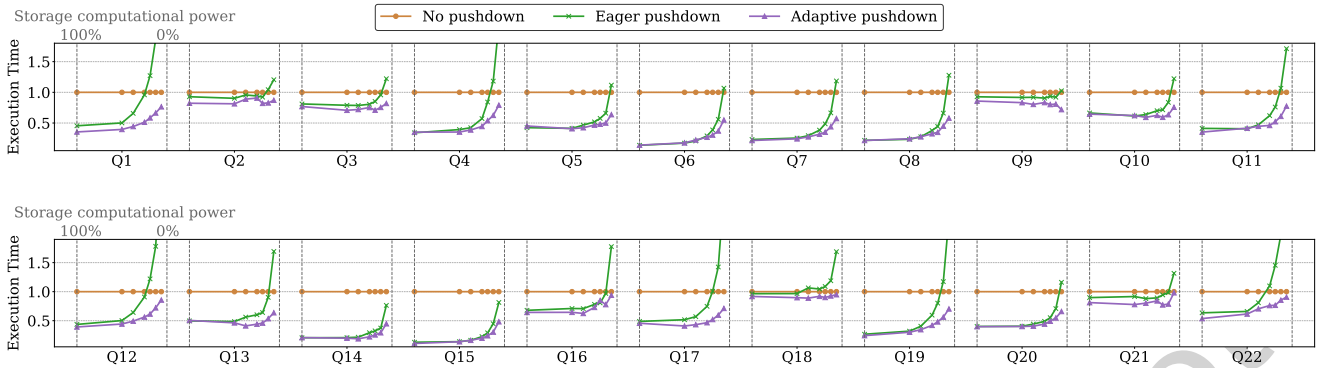 No pushdown Eager pushdown Adaptive pushdown
Storage computational power
100% 0%
Execution Time
1.5
1.0
0.5
Q1 Q2 Q3 Q4 Q5 Q6 Q7 Q8 Q9 Q10 Q11
Storage computational power
100% 0%
Execution Time
1.5
1.0
0.5
Q12 Q13 Q14 Q15 Q16 Q17 Q18 Q19 Q20 Q21 Q22